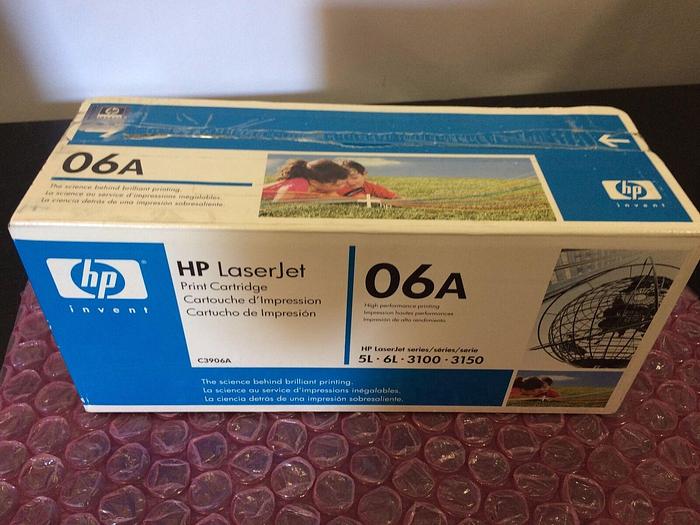 hp
invent
06A
The science behind brilliant printing.
La science au service d'impressions inégalables.
La ciencia detrás de una impresión sobresaliente.
hp
invent
hp
invent
HP LaserJet
Print Cartridge
Cartouche d'Impression
Cartucho de Impresión
C3906A
06A
High performance printing
Impression hautes performances
Impresión de alto rendimiento
HP LaserJet series/séries/serie
5L · 6L · 3100 · 3150
The science behind brilliant printing.
La science au service d'impressions inégalables.
La ciencia detrás de una impresión sobresaliente.